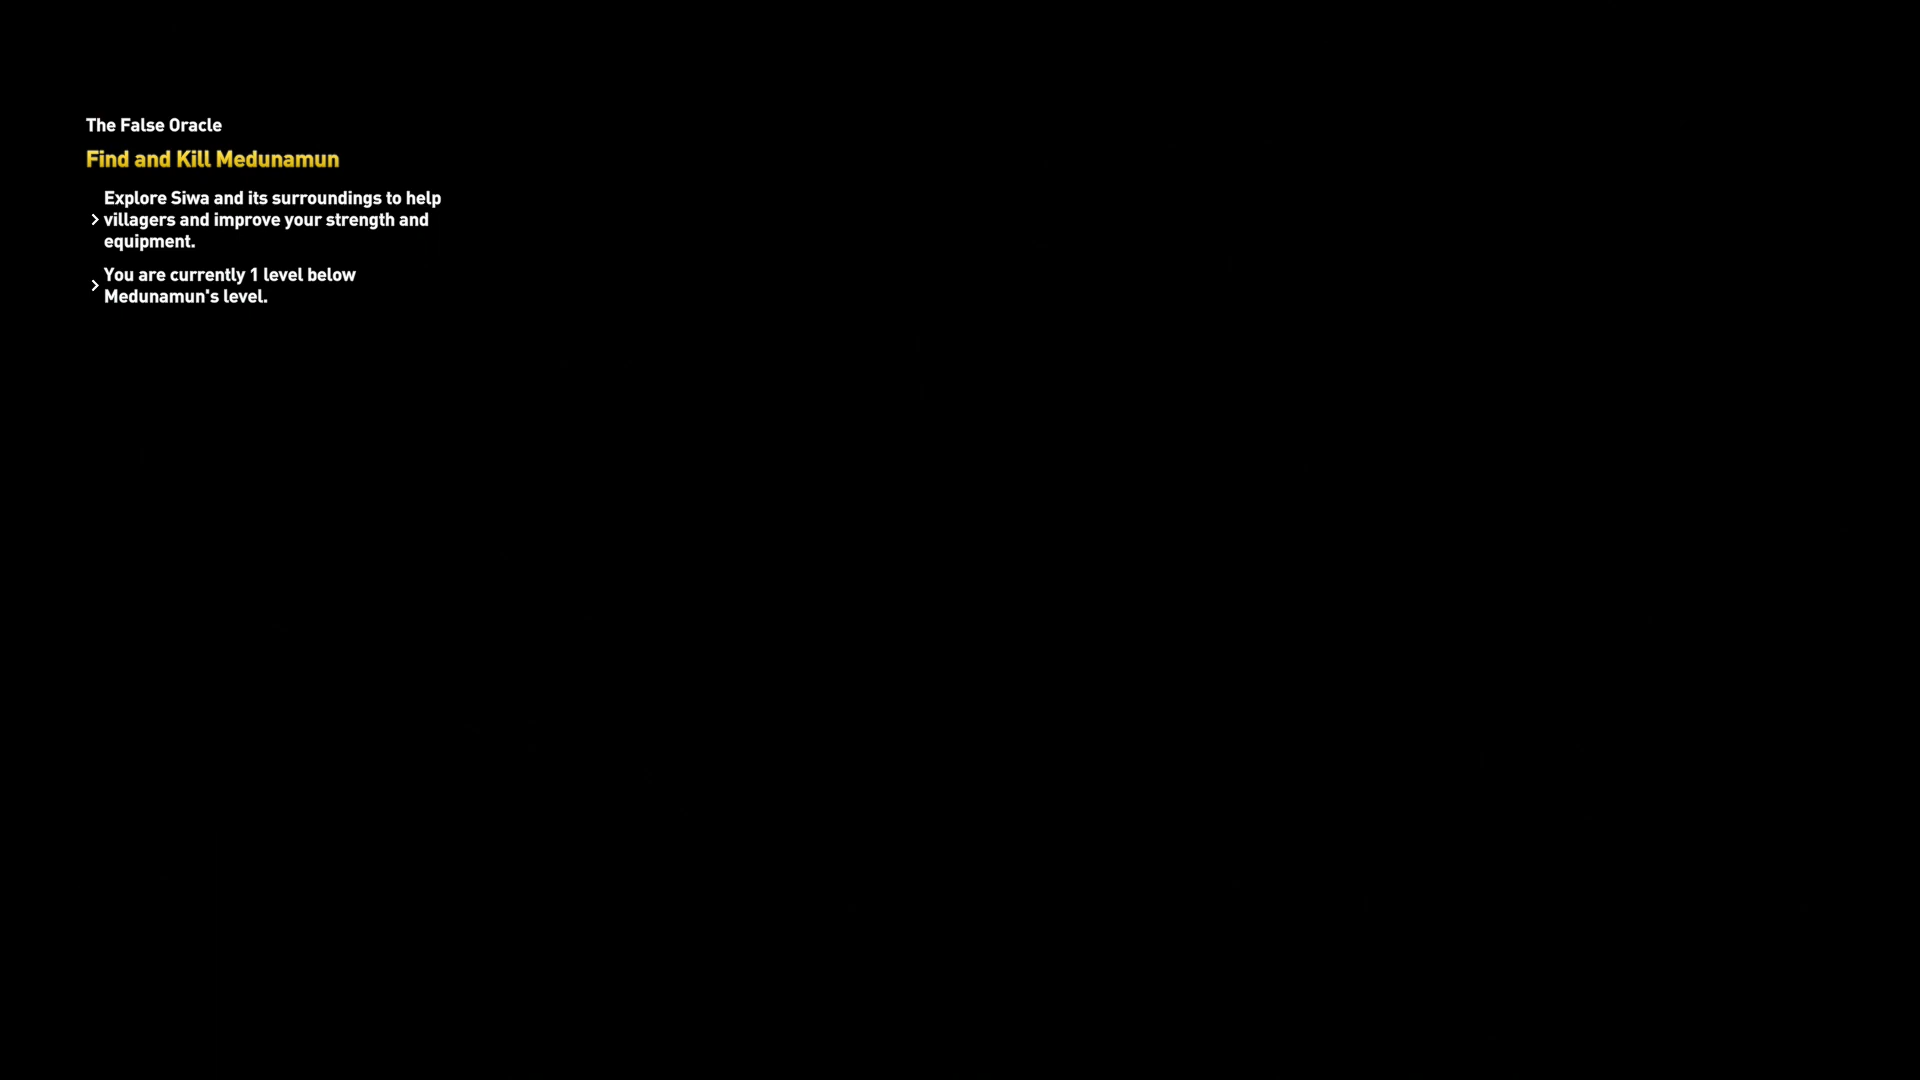 The False Oracle
Find and Kill Medunamun
Explore Siwa and its surroundings to help
villagers and improve your strength and
equipment.
You are currently 1 level below
Medunamun's level.